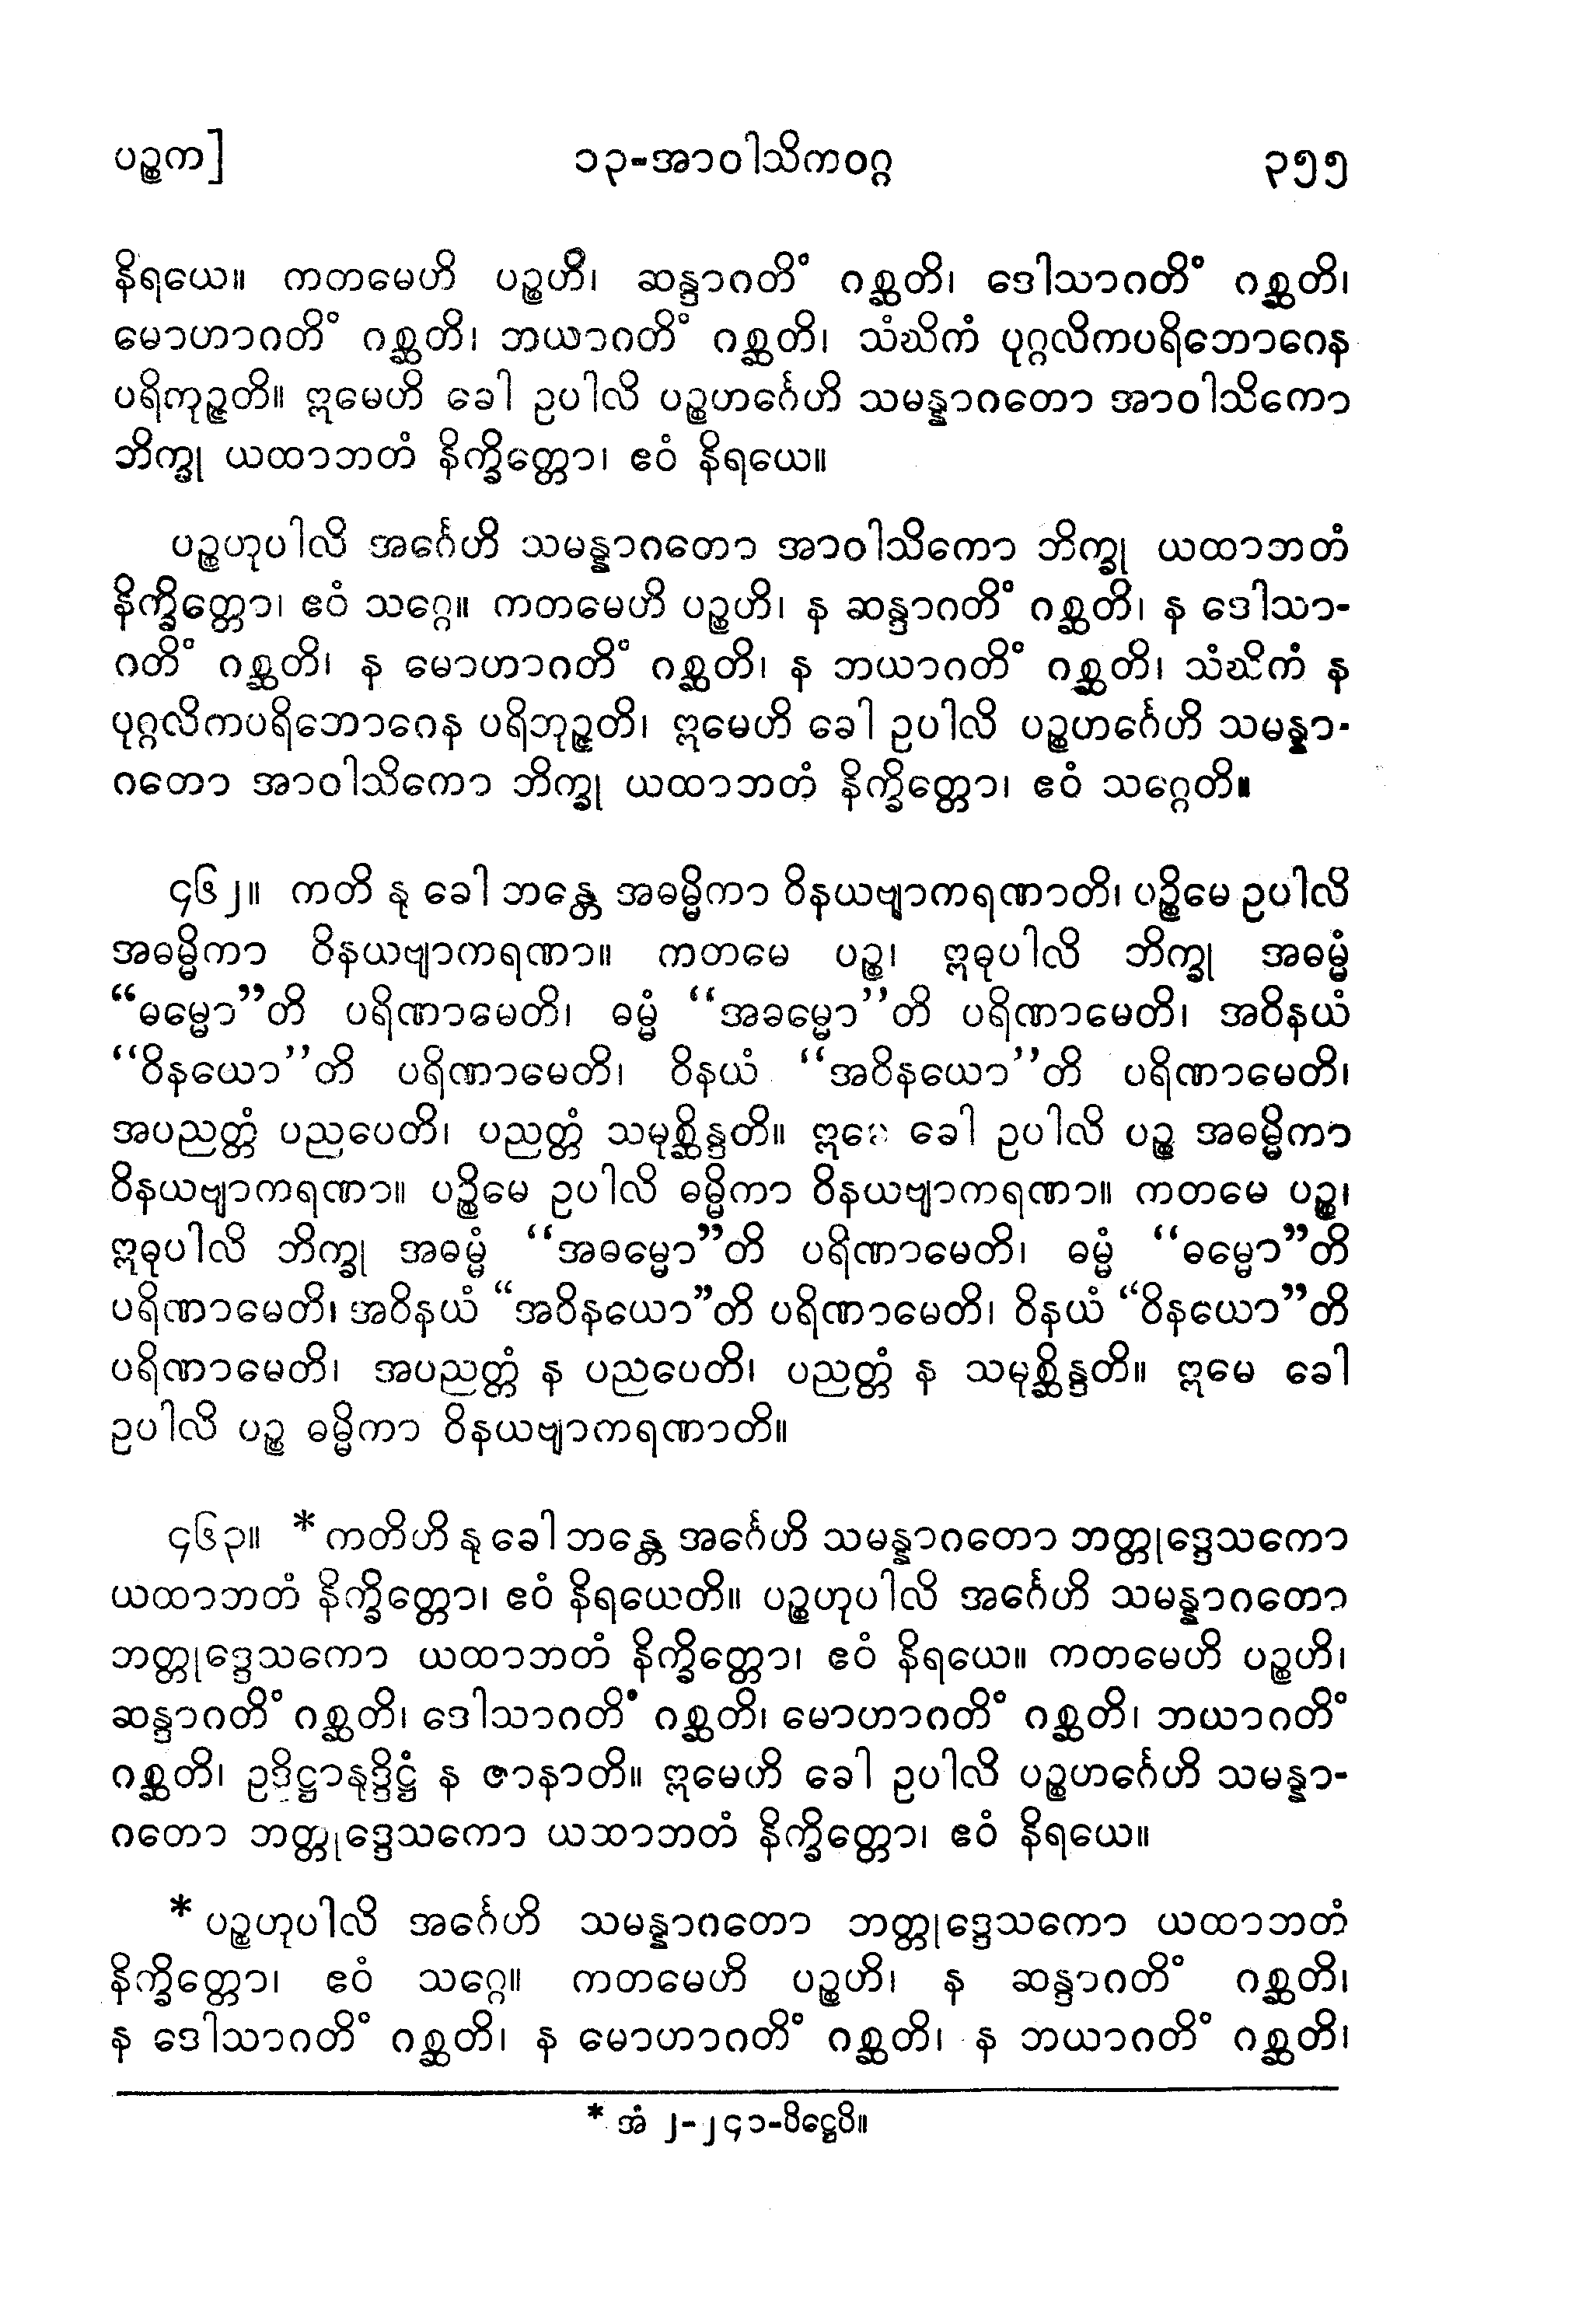 ပဉ္စက]
၁၃-အာဝါသိကဝဂ္ဂ
၃၅၅
နိရယေ။ ကတမေဟိ ပဉ္စဟိ၊ ဆန္ဒာဂတိံ ဂစ္ဆတိ၊ ဒေါသာဂတိံ ဂစ္ဆတိ၊
မောဟာဂတိံ ဂစ္ဆတိ၊ ဘယာဂတိံ ဂစ္ဆတိ၊ သံဃိကံ ပုဂ္ဂလိကပရိဘောဂေန
ပရိဘုဉ္ဇတိ။ ဣမေဟိ ခေါ ဥပါလိ ပဉ္စဟင်္ဂေဟိ သမန္နာဂတော အာဝါသိကော
ဘိက္ခု ယထာဘတံ နိက္ခိတ္တော၊ ဧဝံ နိရယေ။
ပဉ္စဟုပါလိ အင်္ဂေဟိ သမန္နာဂတော အာဝါသိကော ဘိက္ခု ယထာဘတံ
နိက္ခိတ္တော၊ ဧဝံ သဂ္ဂေ။ ကတမေဟိ ပဉ္စဟိ၊ န ဆန္ဒာဂတိံ ဂစ္ဆတိ၊ န ဒေါသာ-
ဂတိံ ဂစ္ဆတိ၊ န မောဟာဂတိံ ဂစ္ဆတိ၊ န ဘယာဂတိံ ဂစ္ဆတိ၊ သံဃိကံ န
ပုဂ္ဂလိကပရိဘောဂေန ပရိဘုဉ္ဇတိ၊ ဣမေဟိ ခေါ ဥပါလိ ပဉ္စဟင်္ဂေဟိ သမန္နာ-
ဂတော အာဝါသိကော ဘိက္ခု ယထာဘတံ နိက္ခိတ္တော၊ ဧဝံ သဂ္ဂေတိ။
၄၆၂။ ကတိ နု ခေါ ဘန္တေ အဓမ္မိကာ ဝိနယဗျာကရဏာတိ၊ ပဉ္စိမေ ဥပါလိ
အဓမ္မိကာ ဝိနယဗျာကရဏာ။ ကတမေ ပဉ္စ၊ ဣဓုပါလိ ဘိက္ခု အဓမ္မံ
“ဓမ္မော”တိ ပရိဏာမေတိ၊ ဓမ္မံ “အဓမ္မော”တိ ပရိဏာမေတိ၊ အဝိနယံ
“ဝိနယော”တိ ပရိဏာမေတိ၊ ဝိနယံ “အဝိနယော”တိ ပရိဏာမေတိ၊
အပညတ္တံ ပညပေတိ၊ ပညတ္တံ သမုစ္ဆိန္ဒတိ။ ဣမေ ခေါ ဥပါလိ ပဉ္စ အဓမ္မိကာ
ဝိနယဗျာကရဏာ။ ပဉ္စိမေ ဥပါလိ ဓမ္မိကာ ဝိနယဗျာကရဏာ။ ကတမေ ပဉ္စ၊
ဣဓုပါလိ ဘိက္ခု အဓမ္မံ “အဓမ္မော”တိ ပရိဏာမေတိ၊ ဓမ္မံ “ဓမ္မော”တိ
ပရိဏာမေတိ၊ အဝိနယံ “အဝိနယော”တိ ပရိဏာမေတိ၊ ဝိနယံ “ဝိနယော”တိ
ပရိဏာမေတိ၊ အပညတ္တံ န ပညပေတိ၊ ပညတ္တံ န သမုစ္ဆိန္ဒတိ။ ဣမေ ခေါ
ဥပါလိ ပဉ္စ ဓမ္မိကာ ဝိနယဗျာကရဏာတိ။
၄၆၃။ * ကတိဟိ နု ခေါ ဘန္တေ အင်္ဂေဟိ သမန္နာဂတော ဘတ္တုဒ္ဒေသကော
ယထာဘတံ နိက္ခိတ္တော၊ ဧဝံ နိရယေတိ။ ပဉ္စဟုပါလိ အင်္ဂေဟိ သမန္နာဂတော
ဘတ္တုဒ္ဒေသကော ယထာဘတံ နိက္ခိတ္တော၊ ဧဝံ နိရယေ။ ကတမေဟိ ပဉ္စဟိ၊
ဆန္ဒာဂတိံ ဂစ္ဆတိ၊ ဒေါသာဂတိံ ဂစ္ဆတိ၊ မောဟာဂတိံ ဂစ္ဆတိ၊ ဘယာဂတိံ
ဂစ္ဆတိ၊ ဥဒ္ဒိဋ္ဌာနုဒ္ဒိဋ္ဌံ န ဇာနာတိ။ ဣမေဟိ ခေါ ဥပါလိ ပဉ္စဟင်္ဂေဟိ သမန္နာ-
ဂတော ဘတ္တုဒ္ဒေသကော ယထာဘတံ နိက္ခိတ္တော၊ ဧဝံ နိရယေ။
* ပဉ္စဟုပါလိ အင်္ဂေဟိ သမန္နာဂတော ဘတ္တုဒ္ဒေသကော ယထာဘတံ
နိက္ခိတ္တော၊ ဧဝံ သဂ္ဂေ။ ကတမေဟိ ပဉ္စဟိ၊ န ဆန္ဒာဂတိံ ဂစ္ဆတိ၊
န ဒေါသာဂတိံ ဂစ္ဆတိ၊ န မောဟာဂတိံ ဂစ္ဆတိ၊ န ဘယာဂတိံ ဂစ္ဆတိ၊
* အံ ၂-၂၄၁-ပိဋ္ဌေပိ။